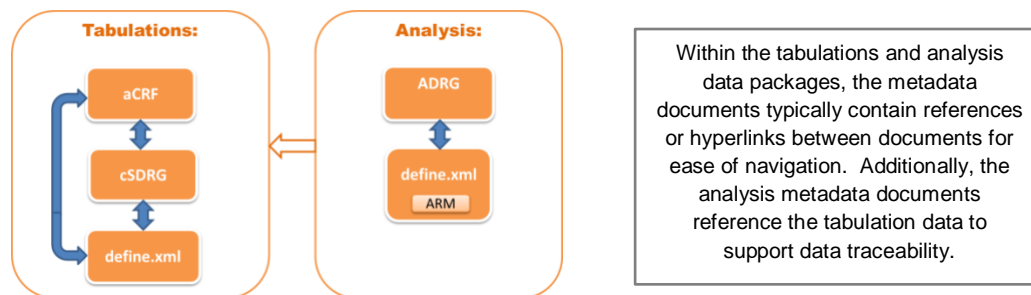 Tabulations:
aCRF
cSDRG
define.xml
Analysis:
ADRG
define.xml
ARM
Within the tabulations and analysis
data packages, the metadata
documents typically contain references
or hyperlinks between documents for
ease of navigation.  Additionally, the
analysis metadata documents
reference the tabulation data to
support data traceability.